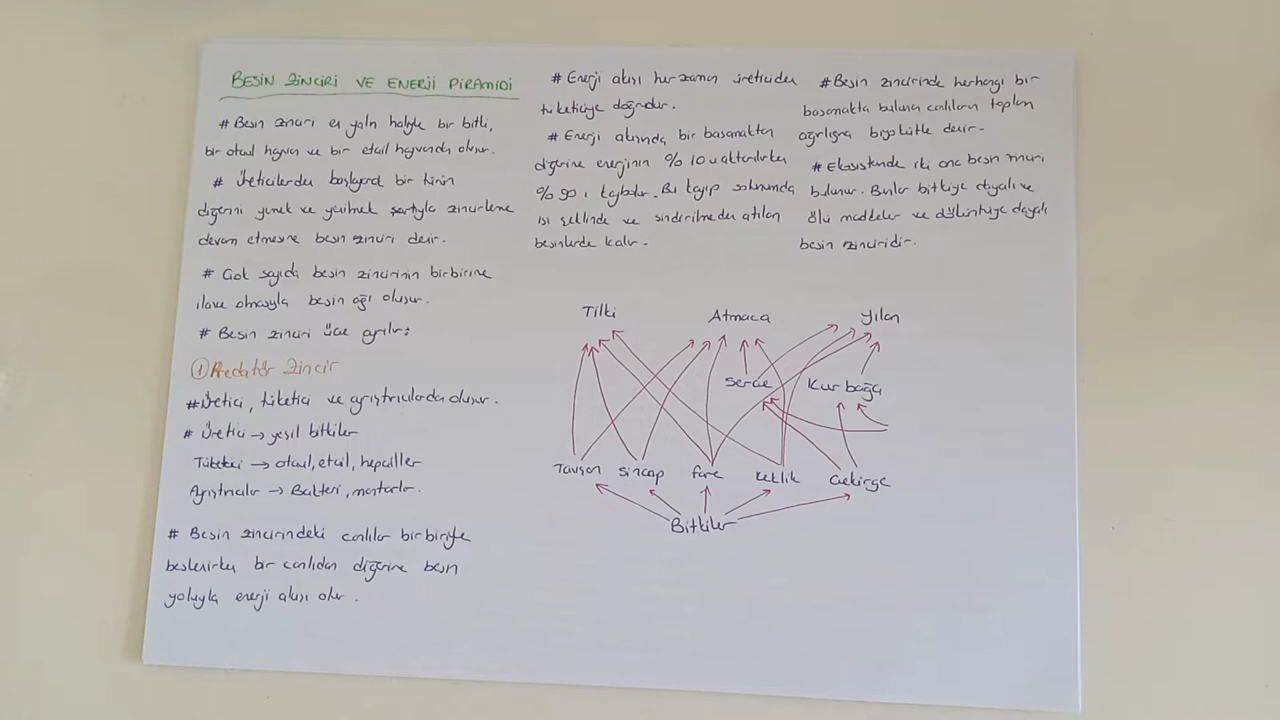 BESİN ZİNCİRİ VE ENERJİ PİRAMİDİ
# Besin zinciri en yalın haliyle bir bitki,
bir otçul hayvan ve bir etçil hayvanda oluşur.
# Üreticilerden başlayarak bir birinin
diğerini yemek ve yenilmek şartıyla zincirleme
devam etmesine besin zinciri denir.
# Çok sayıda besin zincirinin birbirine
ilave olmasıyla besin ağı oluşur.
# Besin zinciri üçe ayrılır:
① Predatör Zincir
# Üretici, tüketici ve ayrıştırıcılardan oluşur.
# Üretici → yeşil bitkiler
Tüketici → otçul, etçil, hepçiller
Ayrıştırıcılar → Bakteri, mantarlar.
# Besin zincirindeki canlılar birbiriyle
beslenirken bir canlıdan diğerine besin
yoluyla enerji akışı olur.
# Enerji akışı her zaman üreticiden
tüketiciye doğrudur.
# Enerji akışında bir basamaktan
diğerine enerjinin %10u aktarılırken
%90ı kaybolur. Bu kayıp solunumda
ısı şeklinde ve sindirilmeden atılan
besinlerde kalır.
# Besin zincirinde herhangi bir
basamakta bulunan canlıların toplam
ağırlığına biyokütle denir.
# Ekosistemde iki ana besin zinciri
bulunur. Bunlar bitkiye dayalı ve
ölü maddeler ve döküntüye dayalı
besin zinciridir.
Tilki Atmaca Yılan
Serçe Kurbağa
Tavşan Sincap fare Keklik Çekirge
Bitkiler